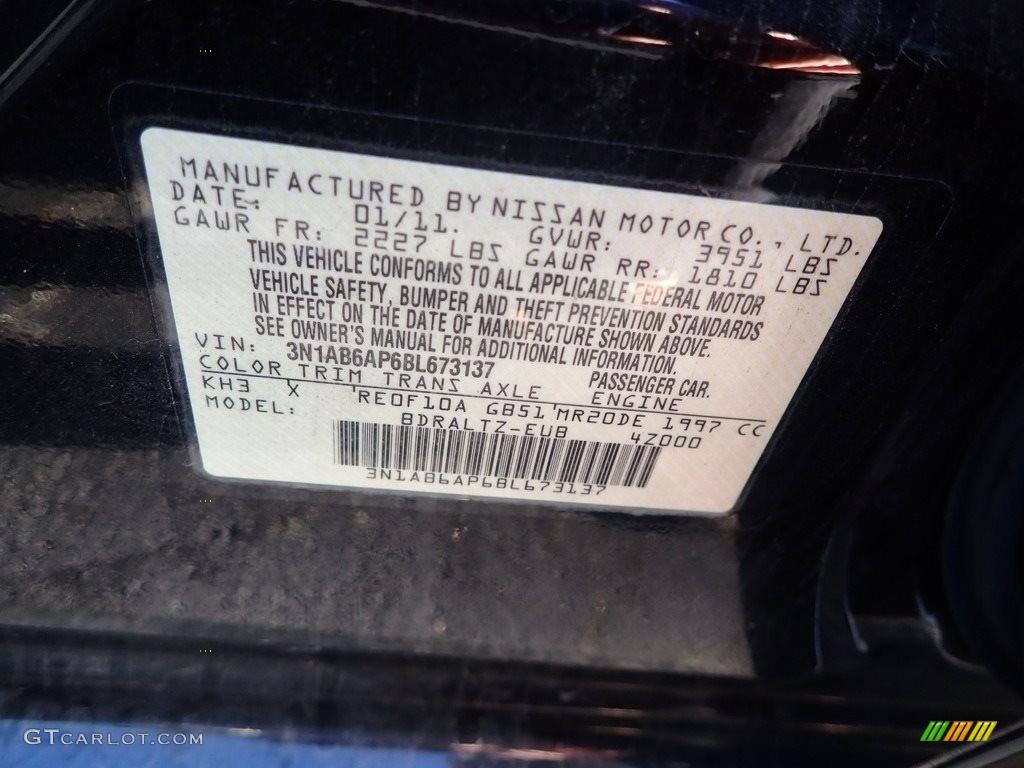 MANUFACTURED BY NISSAN MOTOR CO., LTD.
DATE: 01/11. GVWR: 3951 LBS
GAWR FR: 2227 LBS GAWR RR: 1810 LBS
THIS VEHICLE CONFORMS TO ALL APPLICABLE FEDERAL MOTOR
VEHICLE SAFETY, BUMPER AND THEFT PREVENTION STANDARDS
IN EFFECT ON THE DATE OF MANUFACTURE SHOWN ABOVE.
SEE OWNER'S MANUAL FOR ADDITIONAL INFORMATION.
VIN: 3N1AB6AP6BL673137 PASSENGER CAR.
COLOR TRIM TRANS AXLE ENGINE
KH3 X RE0F10A GB51 MR20DE 1997 CC
MODEL: BDRALTZ-EUB 4Z000
3N1AB6AP6BL673137
GTCARLOT.COM